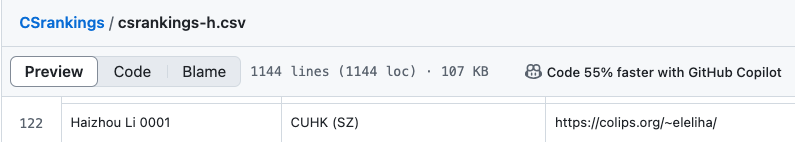 CSrankings / csrankings-h.csv
Preview Code Blame 1144 lines (1144 loc) · 107 KB Code 55% faster with GitHub Copilot
122 Haizhou Li 0001 CUHK (SZ) https://colips.org/~eleliha/